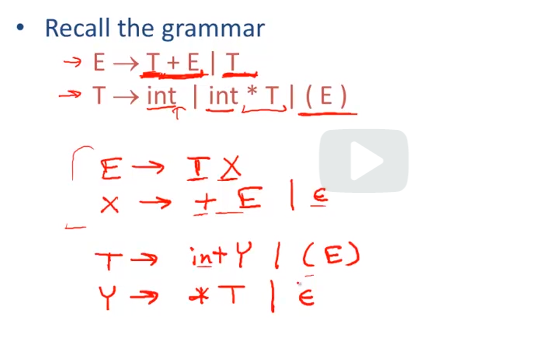 • Recall the grammar
→ E → T + E | T
→ T → int | int * T | ( E )
E → T X
X → + E | ε
T → int Y | ( E )
Y → * T | ε